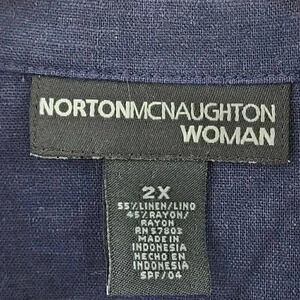 NORTONMCNAUGHTON
WOMAN
2X
55% LINEN/LINO
45% RAYON/
RAYON
RN 57803
MADE IN
INDONESIA
HECHO EN
INDONESIA
SPF/04